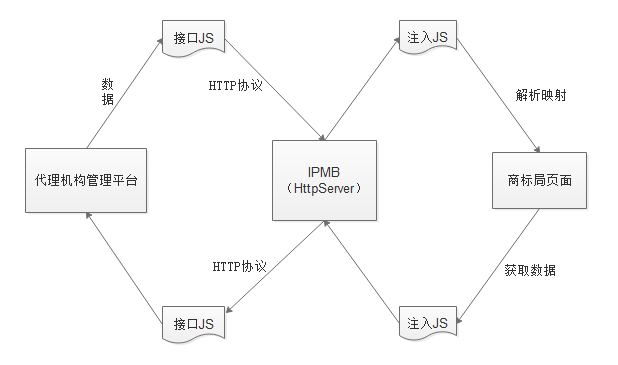 接口JS
注入JS
数
据
HTTP协议
解析映射
代理机构管理平台
IPMB
（HttpServer）
商标局页面
HTTP协议
获取数据
接口JS
注入JS